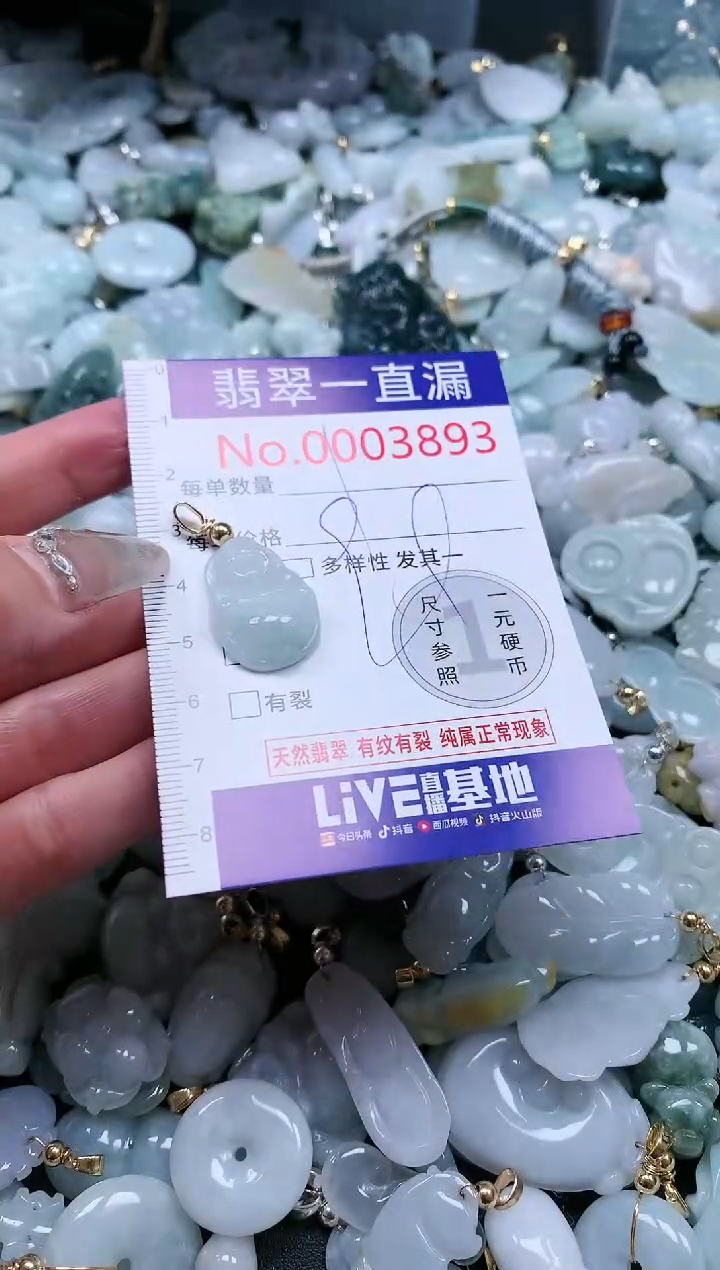 翡翠一直漏
No.0003893
0
1
2
3
4
5
6
7
8
每单数量
每 价格
多样性 发其一
尺寸参照
1
一元硬币
有裂
天然翡翠 有纹有裂 纯属正常现象
LiVE直播基地
今日头条 抖音 西瓜视频 抖音火山版